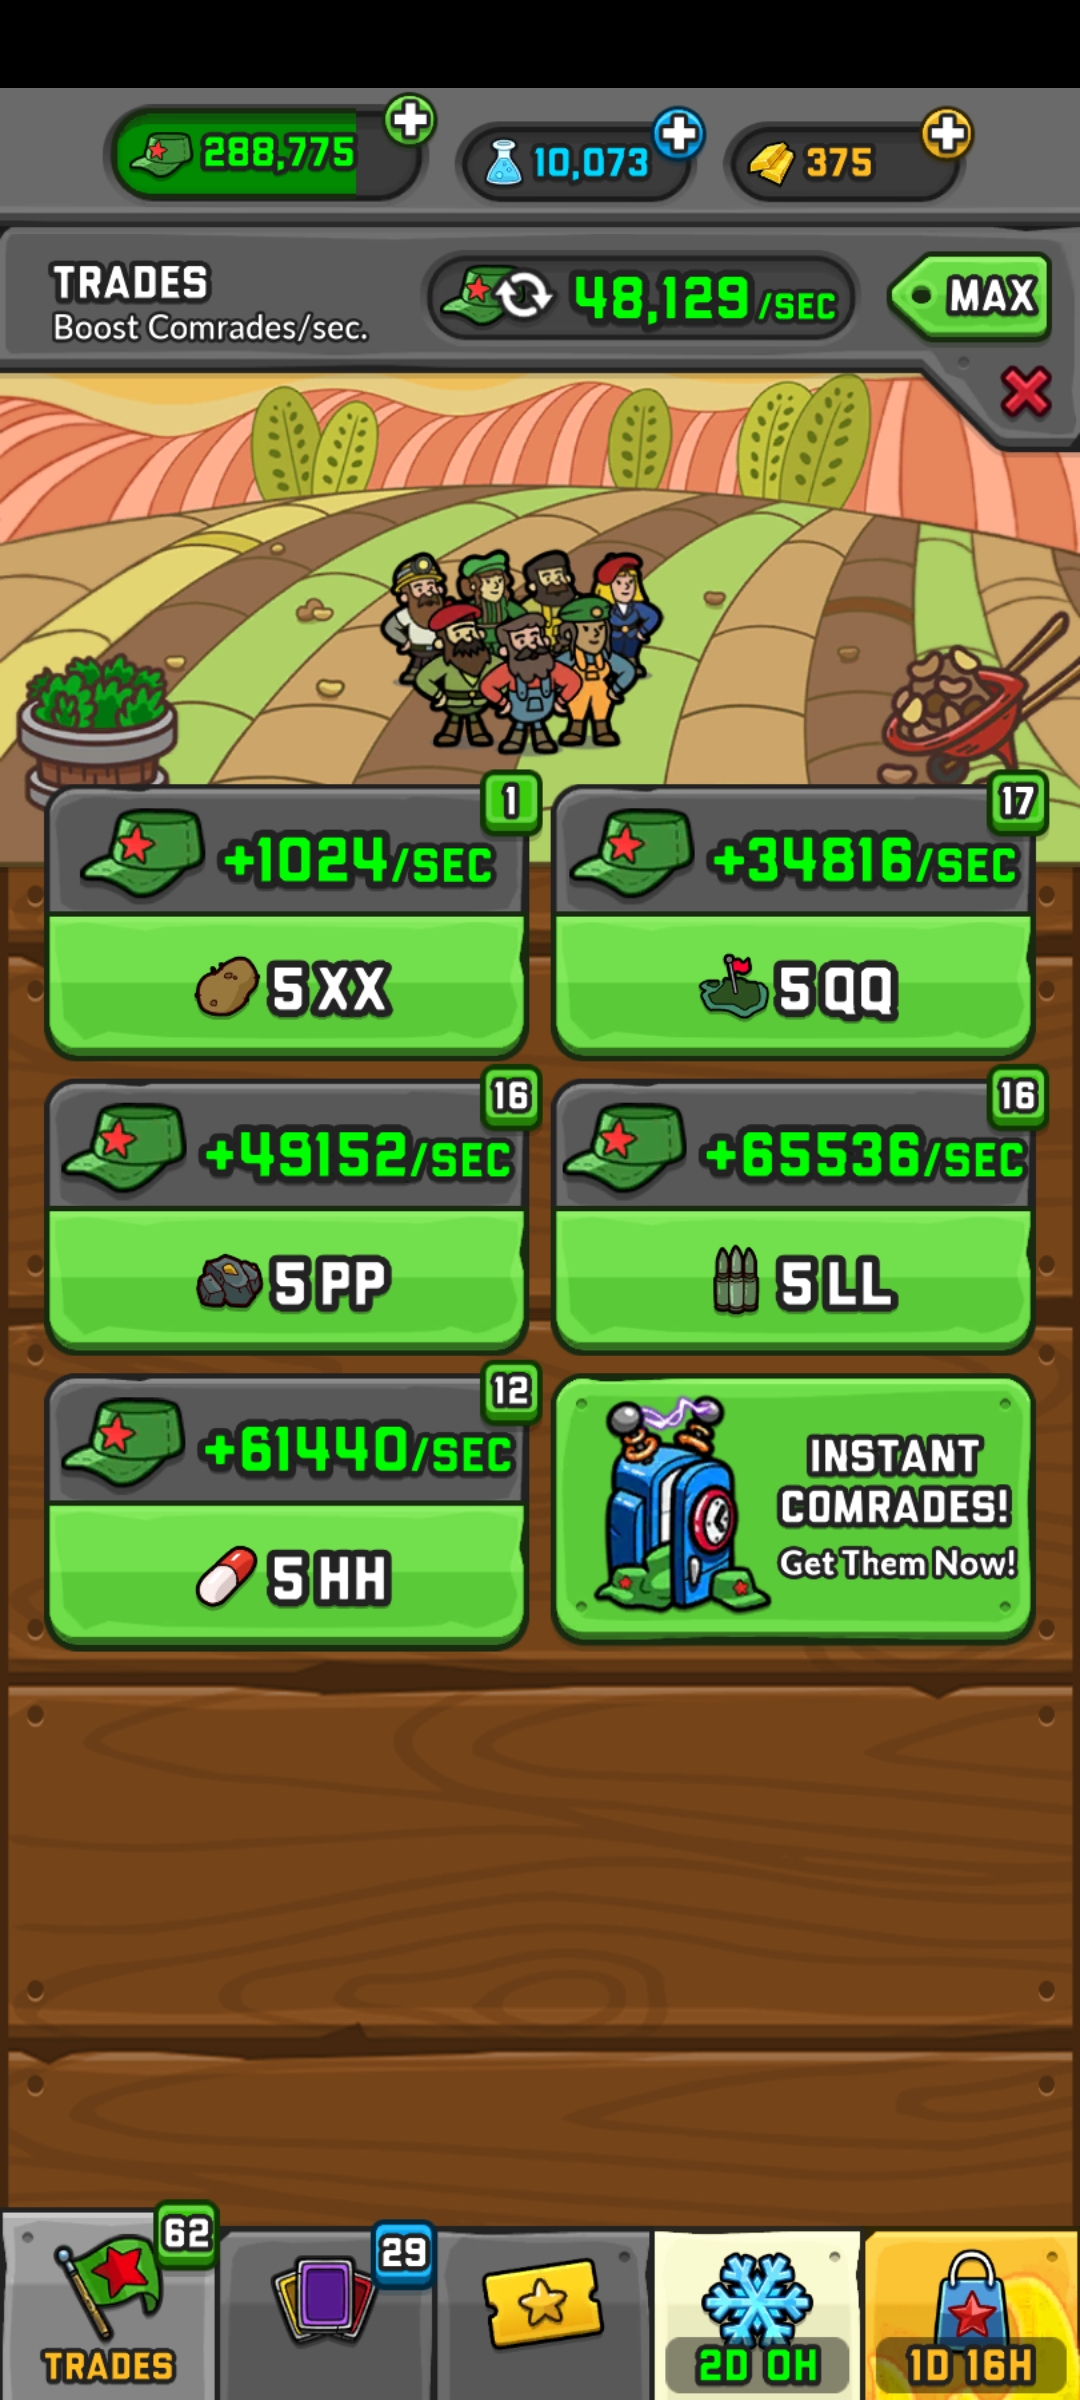 288,775
10,073
375
TRADES
Boost Comrades/sec.
48,129/SEC
MAX
1
+1024/SEC
5XX
17
+34816/SEC
5QQ
16
+49152/SEC
5PP
16
+65536/SEC
5LL
12
+61440/SEC
5HH
INSTANT
COMRADES!
Get Them Now!
62
TRADES
29
2D 0H
1D 16H